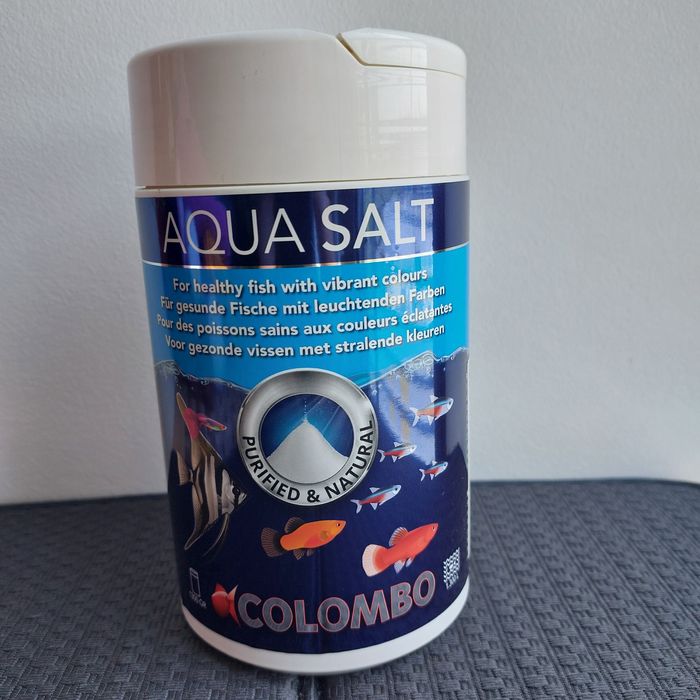 AQUA SALT
For healthy fish with vibrant colours
Für gesunde Fische mit leuchtenden Farben
Pour des poissons sains aux couleurs éclatantes
Voor gezonde vissen met stralende kleuren
PURIFIED & NATURAL
COLOMBO